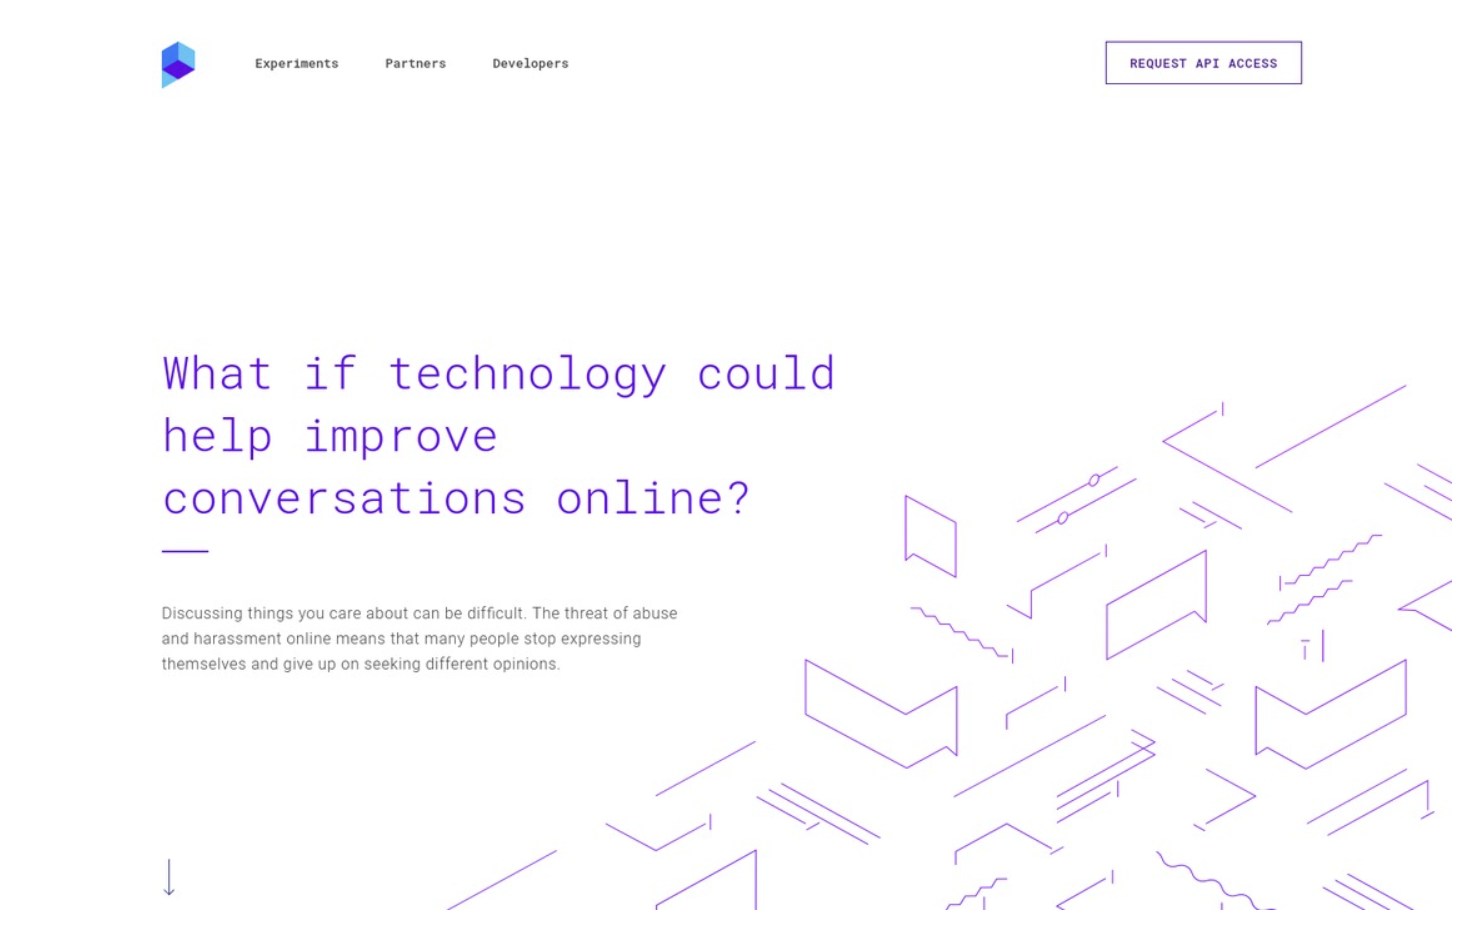 Experiments Partners Developers REQUEST API ACCESS
What if technology could
help improve
conversations online?
Discussing things you care about can be difficult. The threat of abuse
and harassment online means that many people stop expressing
themselves and give up on seeking different opinions.